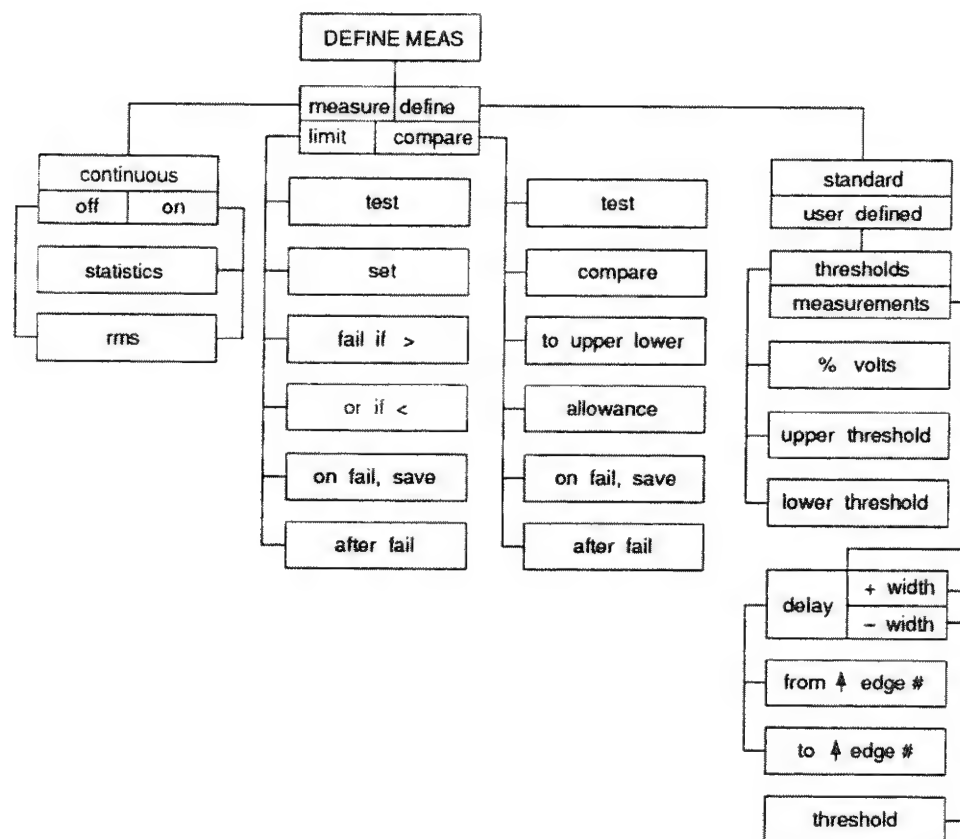 DEFINE MEAS
measure define
limit compare
continuous
off on
statistics
rms
test
set
fail if >
or if <
on fail, save
after fail
test
compare
to upper lower
allowance
on fail, save
after fail
standard
user defined
thresholds
measurements
% volts
upper threshold
lower threshold
delay
+ width
− width
from ↑ edge #
to ↑ edge #
threshold